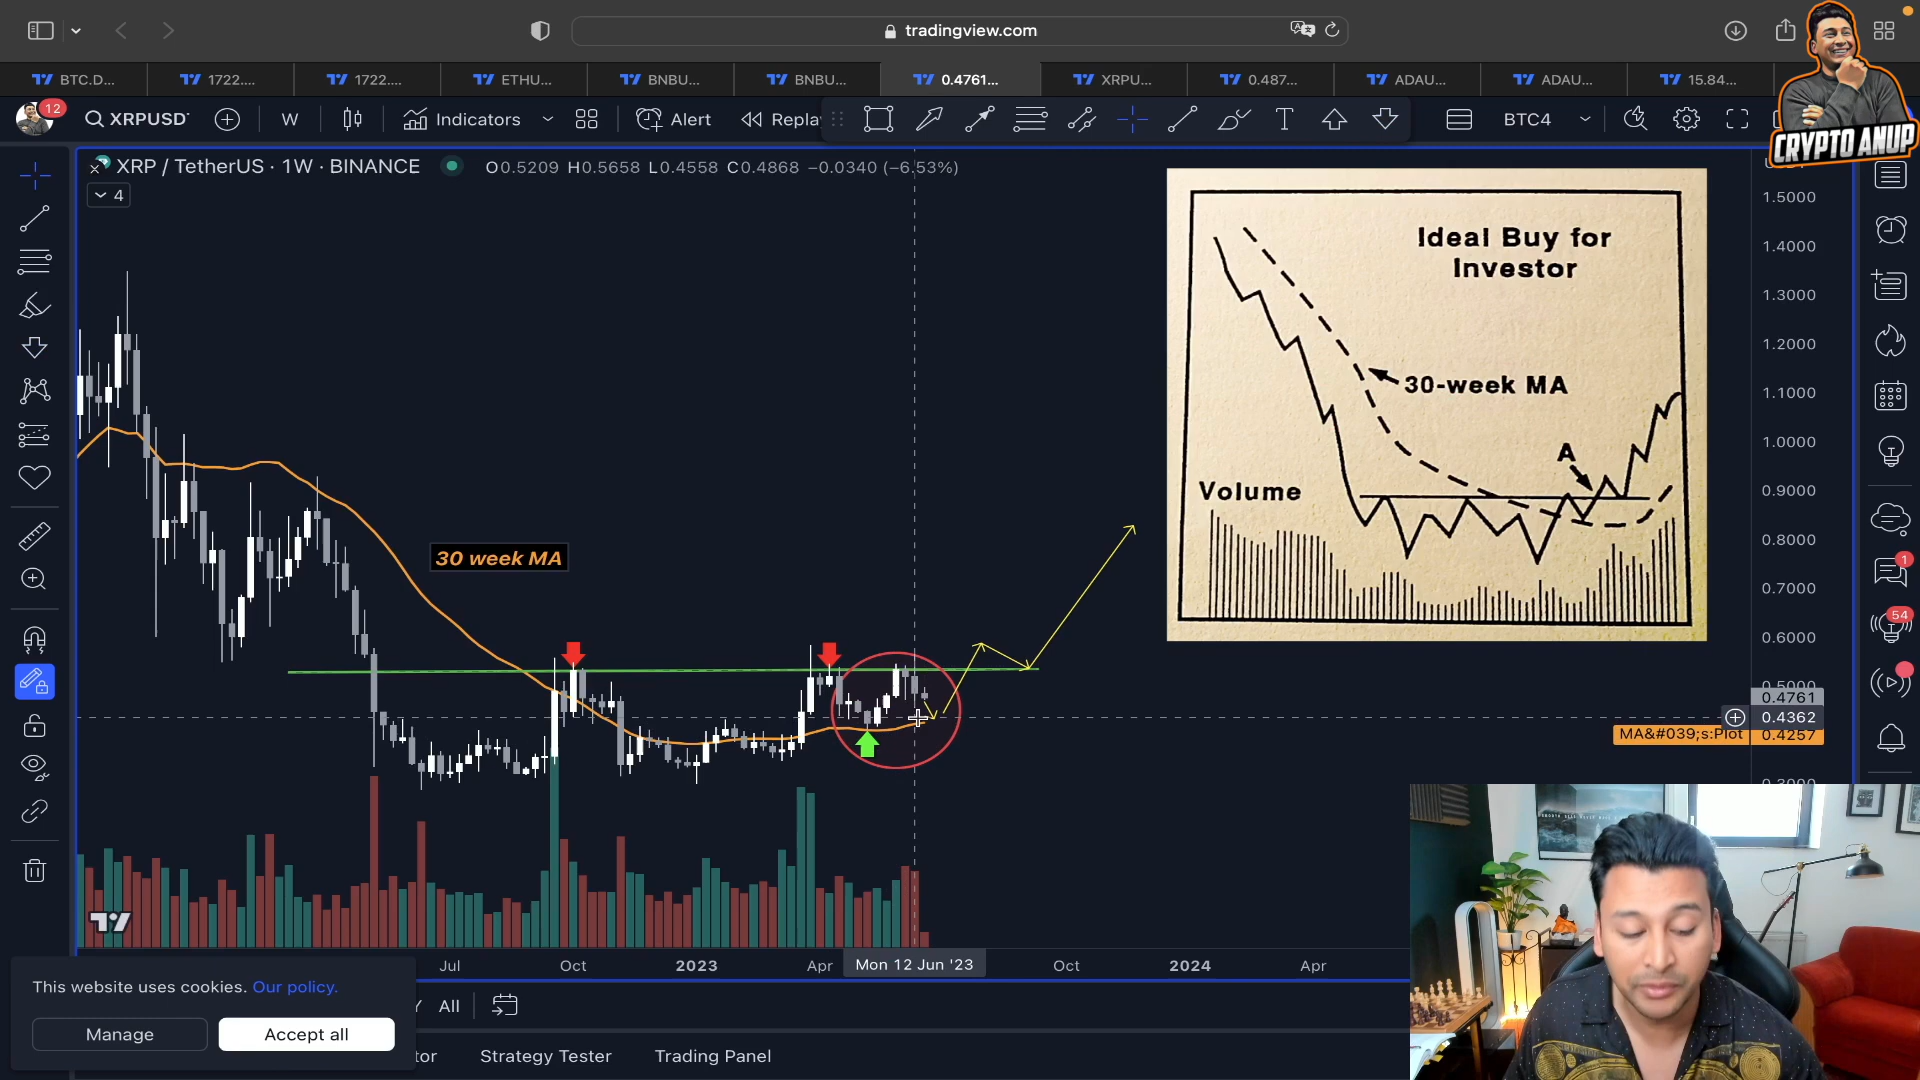 tradingview.com
BTC.D...
1722....
1722....
ETHU...
BNBU...
BNBU...
0.4761...
XRPU...
0.487...
ADAU...
ADAU...
15.84...
12
XRPUSD
W
Indicators
Alert
Repla
BTC4
CRYPTO ANUP
XRP / TetherUS · 1W · BINANCE
O0.5209 H0.5658 L0.4558 C0.4868 −0.0340 (−6.53%)
4
1.5000
1.4000
1.3000
1.2000
1.1000
1.0000
0.9000
0.8000
0.7000
0.6000
0.5000
0.4761
0.4362
MA&#039;s:Plot
0.4257
0.3000
Ideal Buy for
Investor
30-week MA
A
Volume
30 week MA
1
54
Jul
Oct
2023
Apr
Mon 12 Jun '23
Oct
2024
Apr
This website uses cookies. Our policy.
Manage
Accept all
Y
All
tor
Strategy Tester
Trading Panel